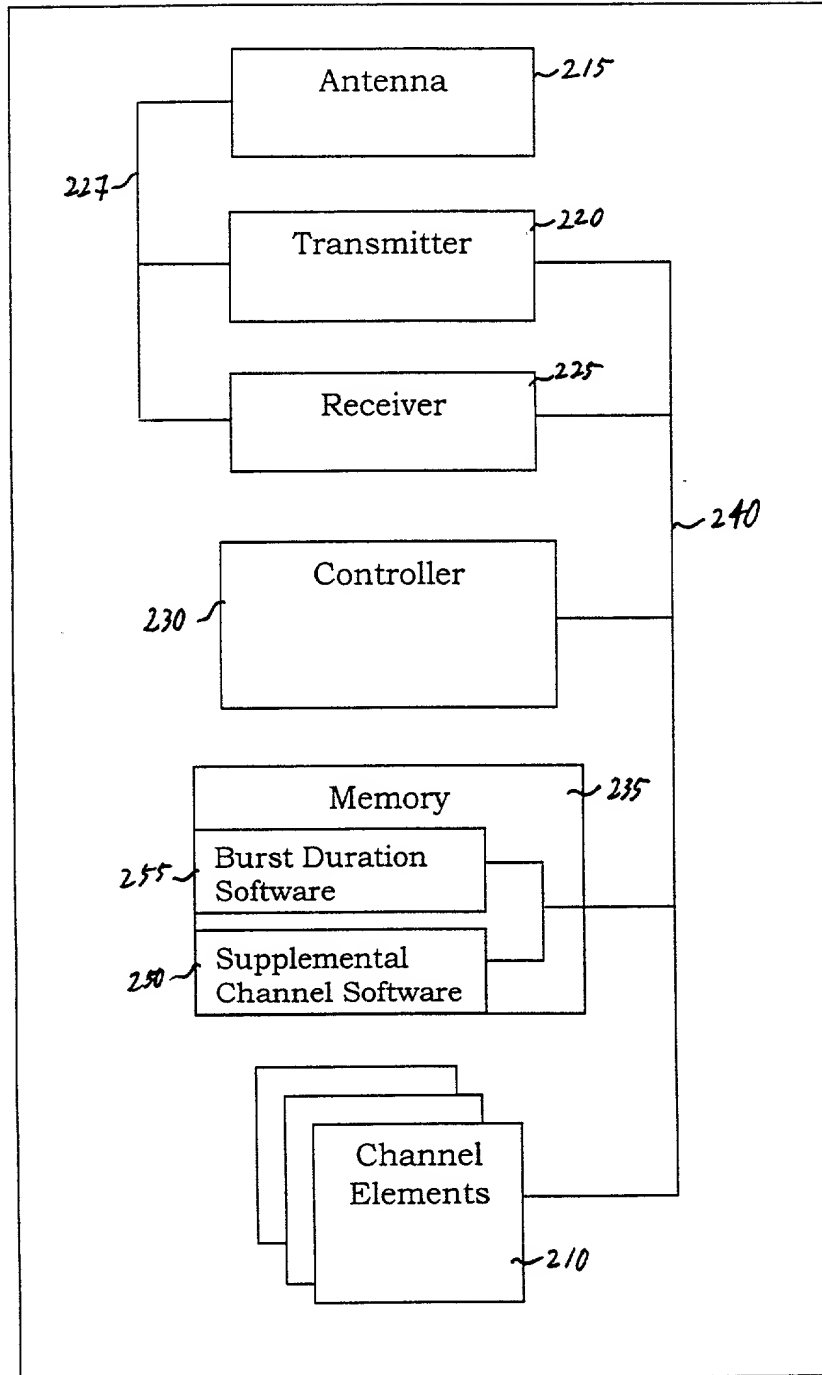 Antenna
215
227
Transmitter
220
Receiver
225
240
Controller
230
Memory
235
Burst Duration
Software
255
Supplemental
Channel Software
250
Channel
Elements
210